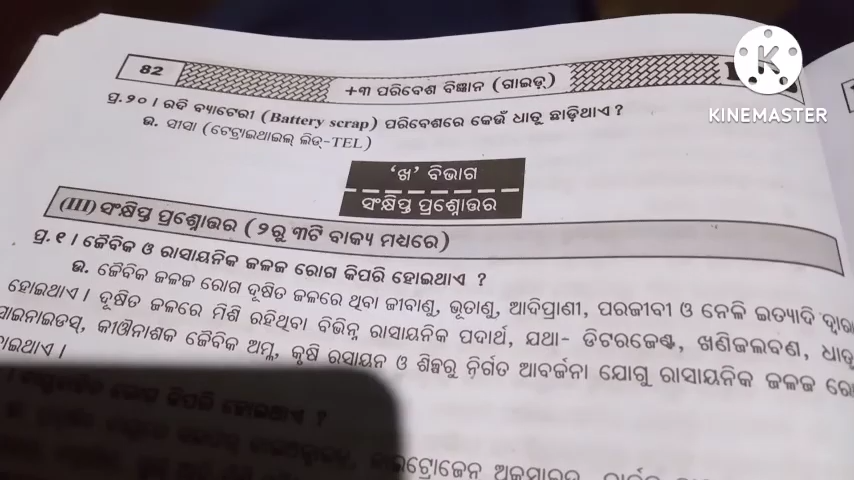 82
+୩ ପରିବେଶ ବିଜ୍ଞାନ (ଗାଇଡ୍)
KINEMASTER
ପ୍ର.୨୦। ରଦି ବ୍ୟାଟେରୀ (Battery scrap) ପରିବେଶରେ କେଉଁ ଧାତୁ ଛାଡ଼ିଥାଏ ?
ଉ. ସୀସା (ଟେଟ୍ରାଇଥାଇଲ୍ ଲିଡ୍-TEL)
‘ଖ’ ବିଭାଗ
ସଂକ୍ଷିପ୍ତ ପ୍ରଶ୍ନୋତ୍ତର
(III) ସଂକ୍ଷିପ୍ତ ପ୍ରଶ୍ନୋତ୍ତର (୨ରୁ ୩ଟି ବାକ୍ୟ ମଧ୍ୟରେ)
ପ୍ର.୧। ଜୈବିକ ଓ ରାସାୟନିକ ଜଳଜ ରୋଗ କିପରି ହୋଇଥାଏ ?
ଉ. ଜୈବିକ ଜଳଜ ରୋଗ ଦୂଷିତ ଜଳରେ ଥିବା ଜୀବାଣୁ, ଭୂତାଣୁ, ଆଦିପ୍ରାଣୀ, ପରଜୀବୀ ଓ ନେଳି ଇତ୍ୟାଦି ଦ୍ୱାରା
ହୋଇଥାଏ। ଦୂଷିତ ଜଳରେ ମିଶି ରହିଥିବା ବିଭିନ୍ନ ରାସାୟନିକ ପଦାର୍ଥ, ଯଥା- ଡିଟରଜେଣ୍ଟ, ଖଣିଜଲବଣ, ଧାତୁ
ସାଇନାଇଡସ୍, କୀଟନାଶକ ଜୈବିକ ଅମ୍ଳ, କୃଷି ରସାୟନ ଓ ଶିଳ୍ପରୁ ନିର୍ଗତ ଆବର୍ଜନା ଯୋଗୁ ରାସାୟନିକ ଜଳଜ
କିପରି ହୋଇଥାଏ ?